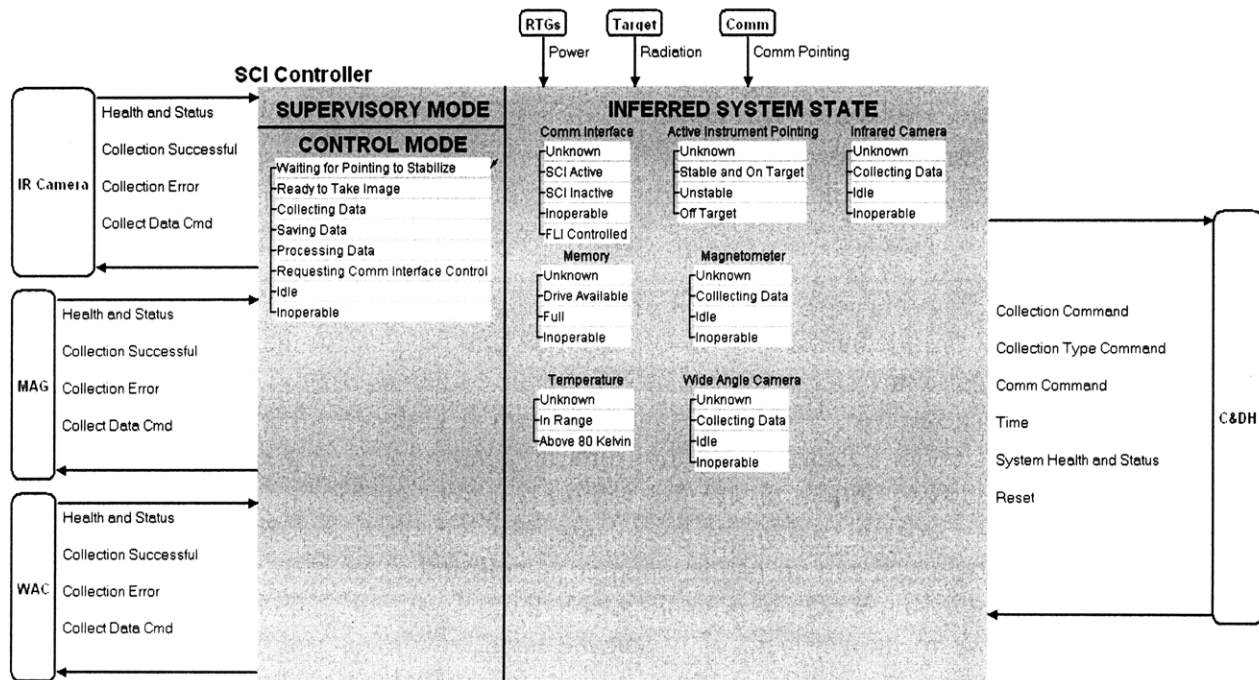 RTGs
Target
Comm
Power
Radiation
Comm Pointing
SCI Controller
IR Camera
Health and Status
Collection Successful
Collection Error
Collect Data Cmd
MAG
Health and Status
Collection Successful
Collection Error
Collect Data Cmd
WAC
Health and Status
Collection Successful
Collection Error
Collect Data Cmd
SUPERVISORY MODE
CONTROL MODE
Waiting for Pointing to Stabilize
Ready to Take Image
Collecting Data
Saving Data
Processing Data
Requesting Comm Interface Control
Idle
Inoperable
INFERRED SYSTEM STATE
Comm Interface
Unknown
SCI Active
SCI Inactive
Inoperable
FLI Controlled
Active Instrument Pointing
Unknown
Stable and On Target
Unstable
Off Target
Infrared Camera
Unknown
Collecting Data
Idle
Inoperable
Memory
Unknown
Drive Available
Full
Inoperable
Magnetometer
Unknown
Colllecting Data
Idle
Inoperable
Temperature
Unknown
In Range
Above 80 Kelvin
Wide Angle Camera
Unknown
Collecting Data
Idle
Inoperable
Collection Command
Collection Type Command
Comm Command
Time
System Health and Status
Reset
C&DH